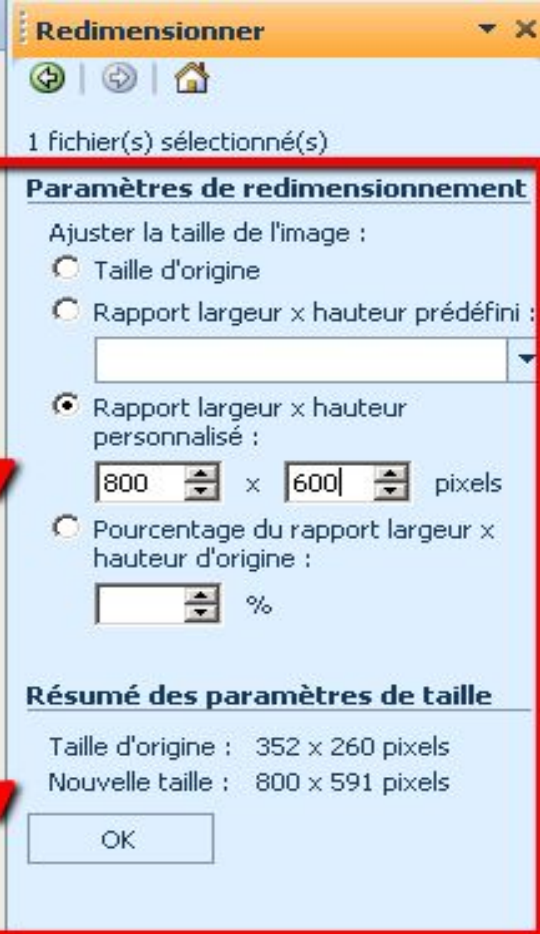 Redimensionner
1 fichier(s) sélectionné(s)
Paramètres de redimensionnement
Ajuster la taille de l'image :
Taille d'origine
Rapport largeur x hauteur prédéfini :
Rapport largeur x hauteur
personnalisé :
800 x 600 pixels
Pourcentage du rapport largeur x
hauteur d'origine :
%
Résumé des paramètres de taille
Taille d'origine : 352 x 260 pixels
Nouvelle taille : 800 x 591 pixels
OK